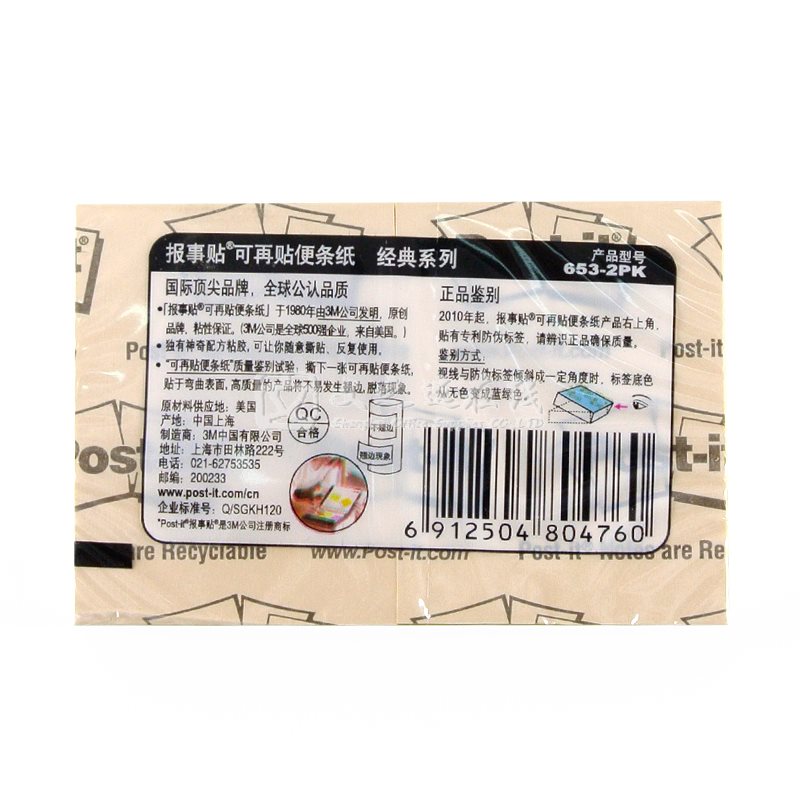 报事贴®可再贴便条纸 经典系列
产品型号
653-2PK
国际顶尖品牌，全球公认品质
•「报事贴®可再贴便条纸」于1980年由3M公司发明，原创
品牌，粘性保证。（3M公司是全球500强企业，来自美国。）
•独有神奇配方粘胶，可让你随意撕贴、反复使用。
•“可再贴便条纸”质量鉴别试验：撕下一张可再贴便条纸，
贴于弯曲表面，高质量的产品将不易发生翘边，脱落现象。
原材料供应地：美国
产地：中国上海
制造商：3M中国有限公司
地址：上海市田林路222号
电话：021-62753535
邮编：200233
www.post-it.com/cn
企业标准号：Q/SGKH120
"Post-it"报事贴"是3M公司注册商标
QC
合格
不翘边
翘边现象
正品鉴别
2010年起，报事贴®可再贴便条纸产品右上角，
贴有专利防伪标签，请辨识正品确保质量。
鉴别方式：
视线与防伪标签倾斜成一定角度时，标签底色
从无色变成蓝绿色。
6 912504 804760
Post-it
Post-it
are Recyclable
www.Post-it.com
Post-it® Notes are Re